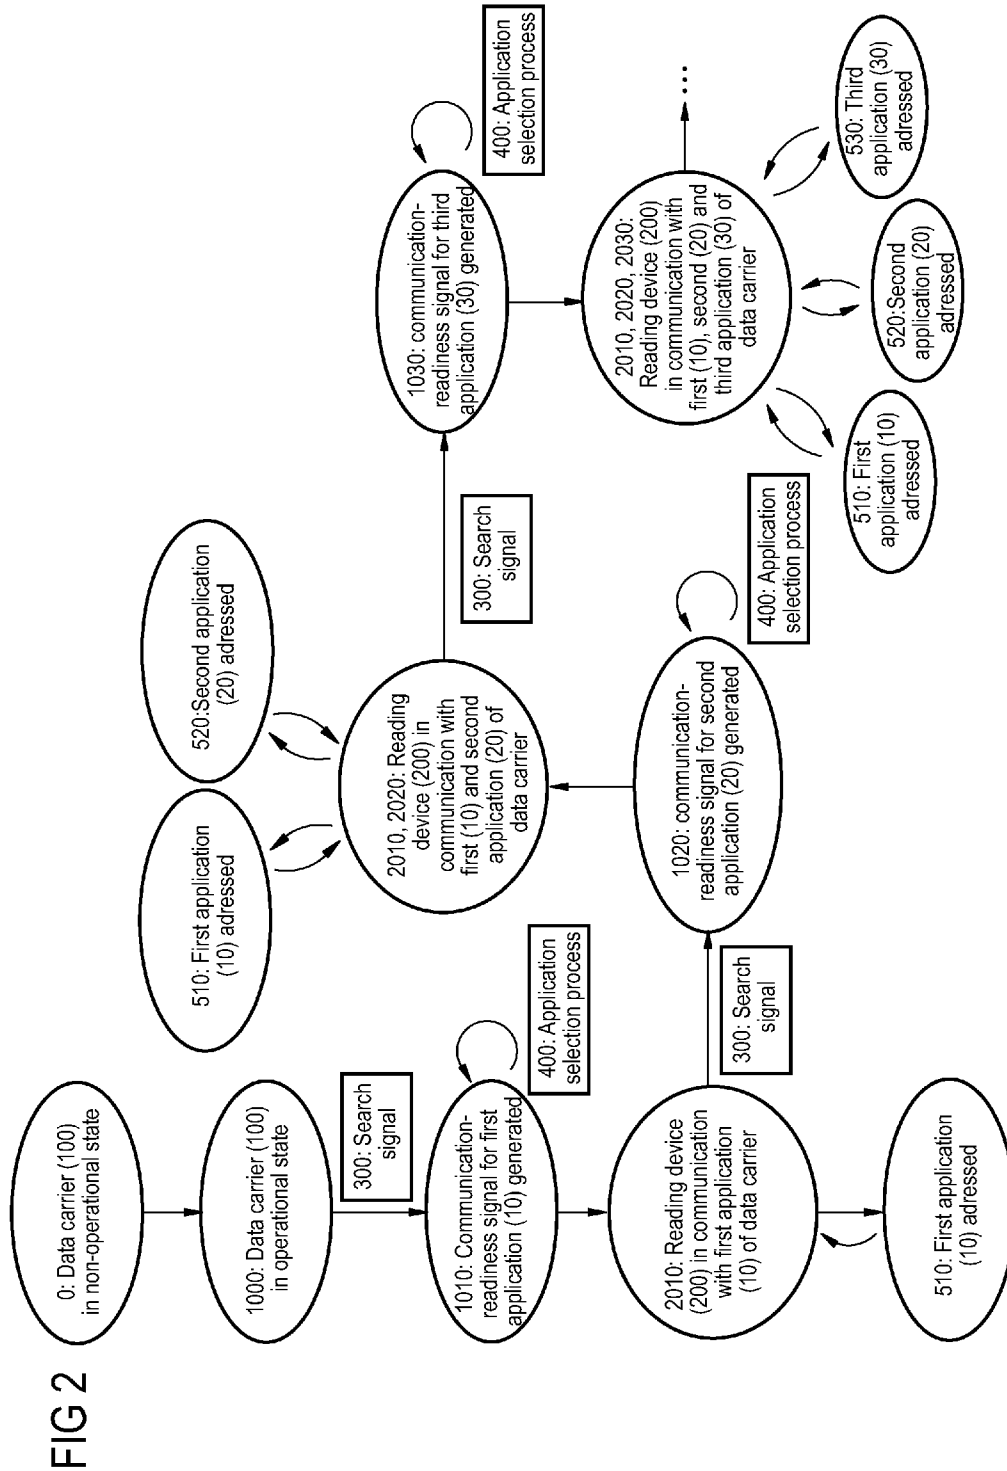 FIG 2
0: Data carrier (100)
in non-operational state
1000: Data carrier (100)
in operational state
300: Search
signal
1010: Communication-
readiness signal for first
application (10) generated
400: Application
selection process
2010: Reading device
(200) in communication
with first application
(10) of data carrier
510: First application
(10) adressed
300: Search
signal
1020: communication-
readiness signal for second
application (20) generated
400: Application
selection process
2010, 2020: Reading
device (200) in
communication with
first (10) and second
application (20) of
data carrier
510: First application
(10) adressed
520:Second application
(20) adressed
300: Search
signal
1030: communication-
readiness signal for third
application (30) generated
400: Application
selection process
2010, 2020, 2030:
Reading device (200)
in communication with
first (10), second (20) and
third application (30) of
data carrier
...
510: First
application (10)
adressed
520:Second
application (20)
adressed
530: Third
application (30)
adressed